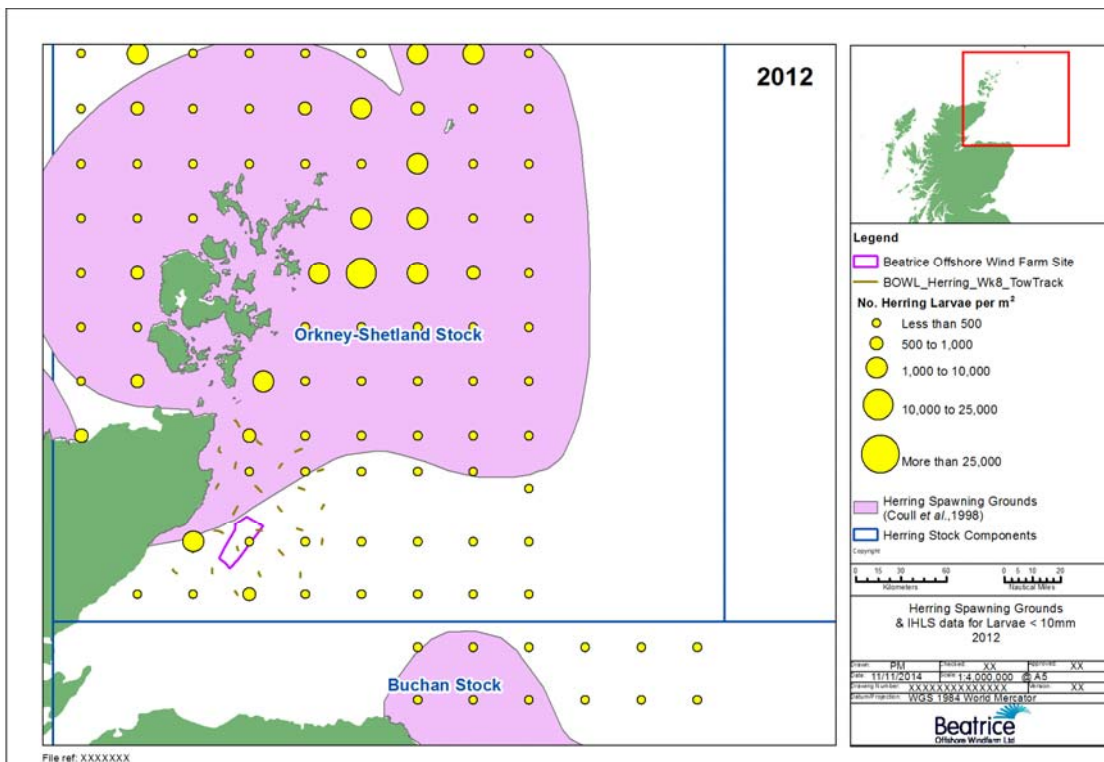 2012
Orkney-Shetland Stock
Buchan Stock
File ref: XXXXXXX
Legend
Beatrice Offshore Wind Farm Site
BOWL_Herring_Wk8_TowTrack
No. Herring Larvae per m²
Less than 500
500 to 1,000
1,000 to 10,000
10,000 to 25,000
More than 25,000
Herring Spawning Grounds
(Coull et al.,1998)
Herring Stock Components
Copyright
0 15 30 60
Kilometers
0 5 10 20
Nautical Miles
Herring Spawning Grounds
& IHLS data for Larvae < 10mm
2012
Drawn: PM Checked: XX Approved: XX
Date: 11/11/2014 Scale: 1:4,000,000 @ A5
Drawing Number: XXXXXXXXXXXXXX Version: XX
Datum/Projection: WGS 1984 World Mercator
Beatrice
Offshore Windfarm Ltd